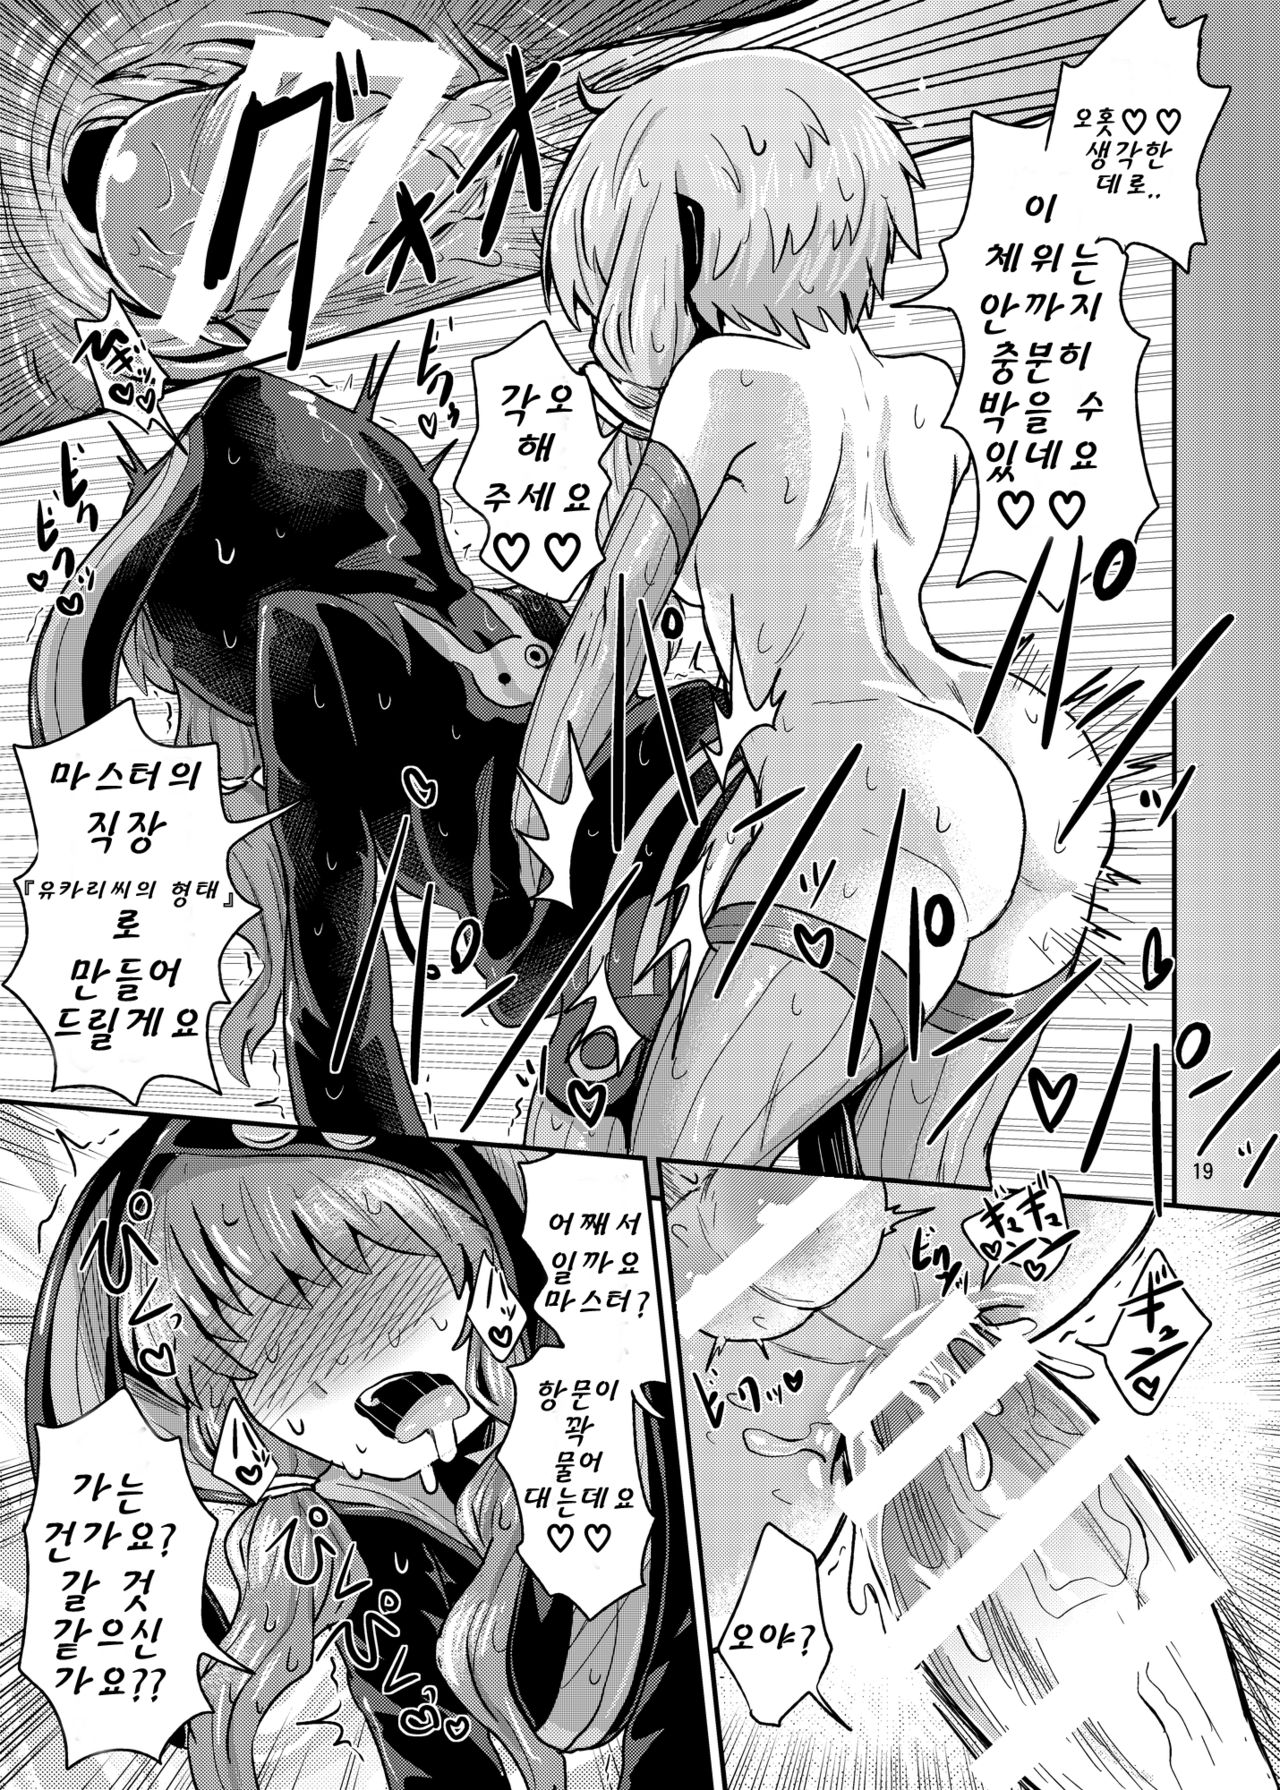 오홋♡♡
생각한
데로..
이
체위는
안까지
충분히
박을 수
있네요
♡♡
각오
해
주세요
♡♡
마스터의
직장
『유카리씨의 형태』
로
만들어
드릴게요
19
오야?
어째서
일까요
마스터?
항문이
꽉
물어
대는데요
♡♡
가는
건가요?
갈 것
같으신
가요??